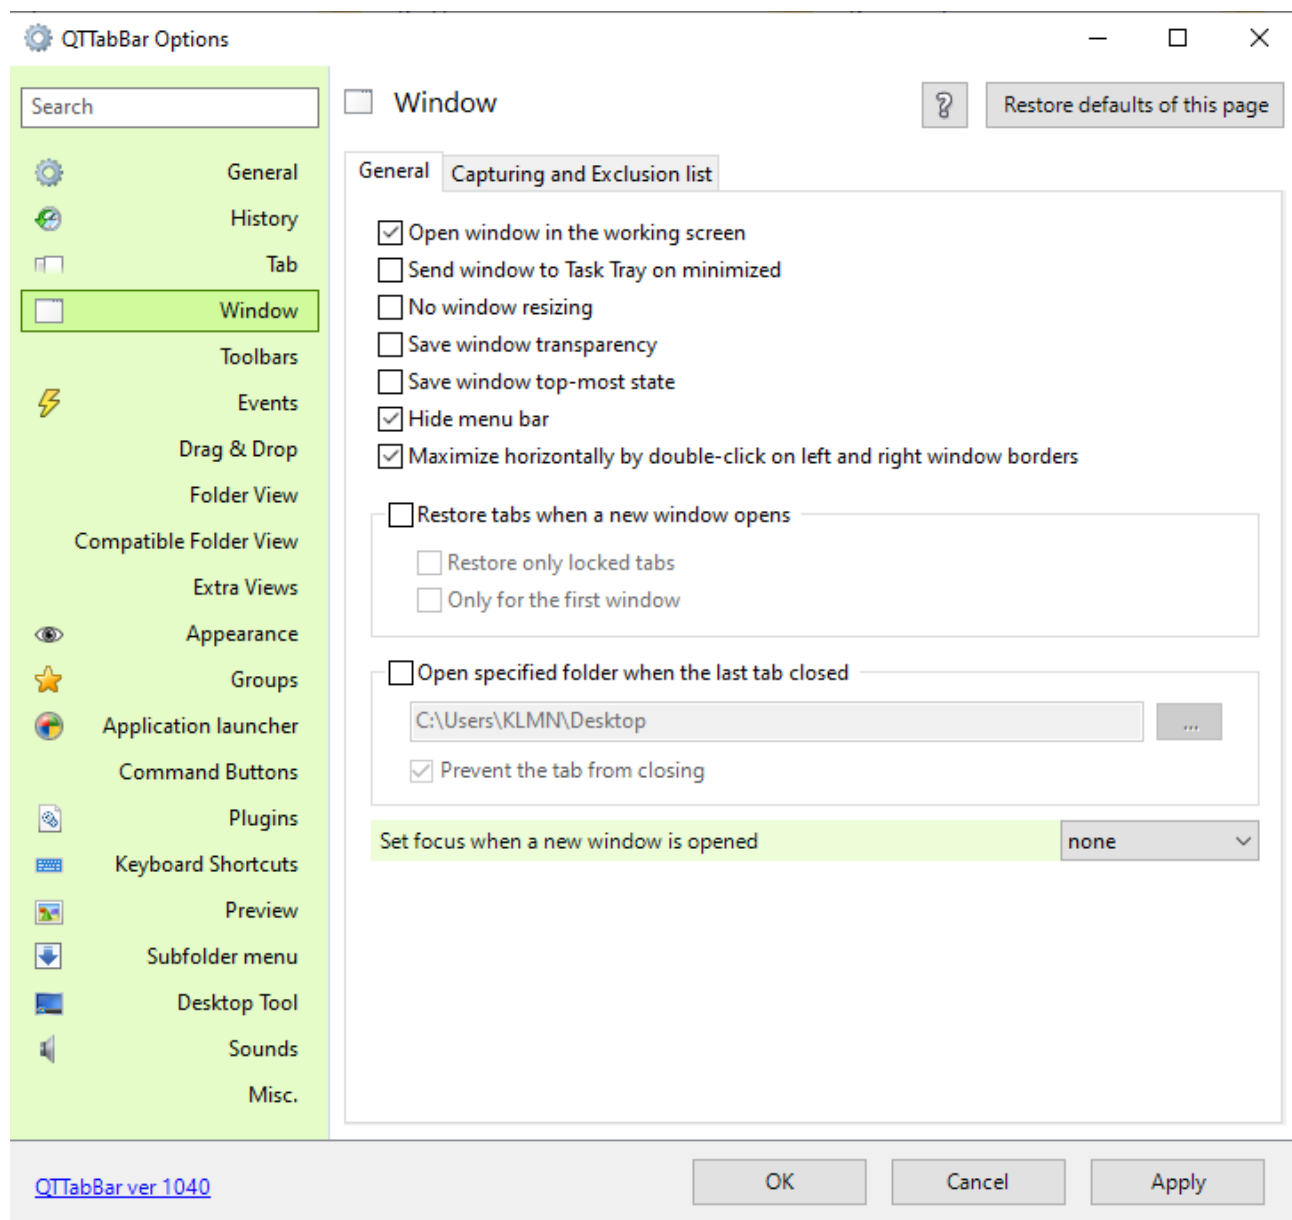 QTTabBar Options
Search
General
History
Tab
Window
Toolbars
Events
Drag & Drop
Folder View
Compatible Folder View
Extra Views
Appearance
Groups
Application launcher
Command Buttons
Plugins
Keyboard Shortcuts
Preview
Subfolder menu
Desktop Tool
Sounds
Misc.
Window
?
Restore defaults of this page
General
Capturing and Exclusion list
Open window in the working screen
Send window to Task Tray on minimized
No window resizing
Save window transparency
Save window top-most state
Hide menu bar
Maximize horizontally by double-click on left and right window borders
Restore tabs when a new window opens
Restore only locked tabs
Only for the first window
Open specified folder when the last tab closed
C:\Users\KLMN\Desktop
...
Prevent the tab from closing
Set focus when a new window is opened
none
QTTabBar ver 1040
OK
Cancel
Apply